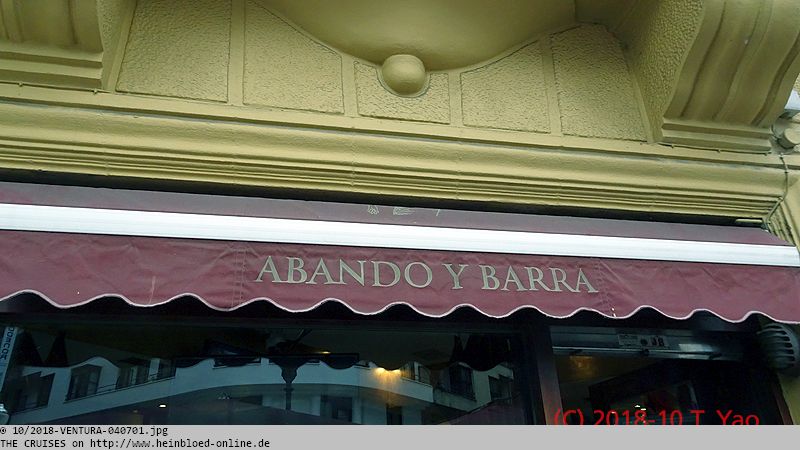 ABANDO Y BARRA
(C) 2018-10 T. Yao
@ 10/2018-VENTURA-040701.jpg
THE CRUISES on http://www.heinbloed-online.de